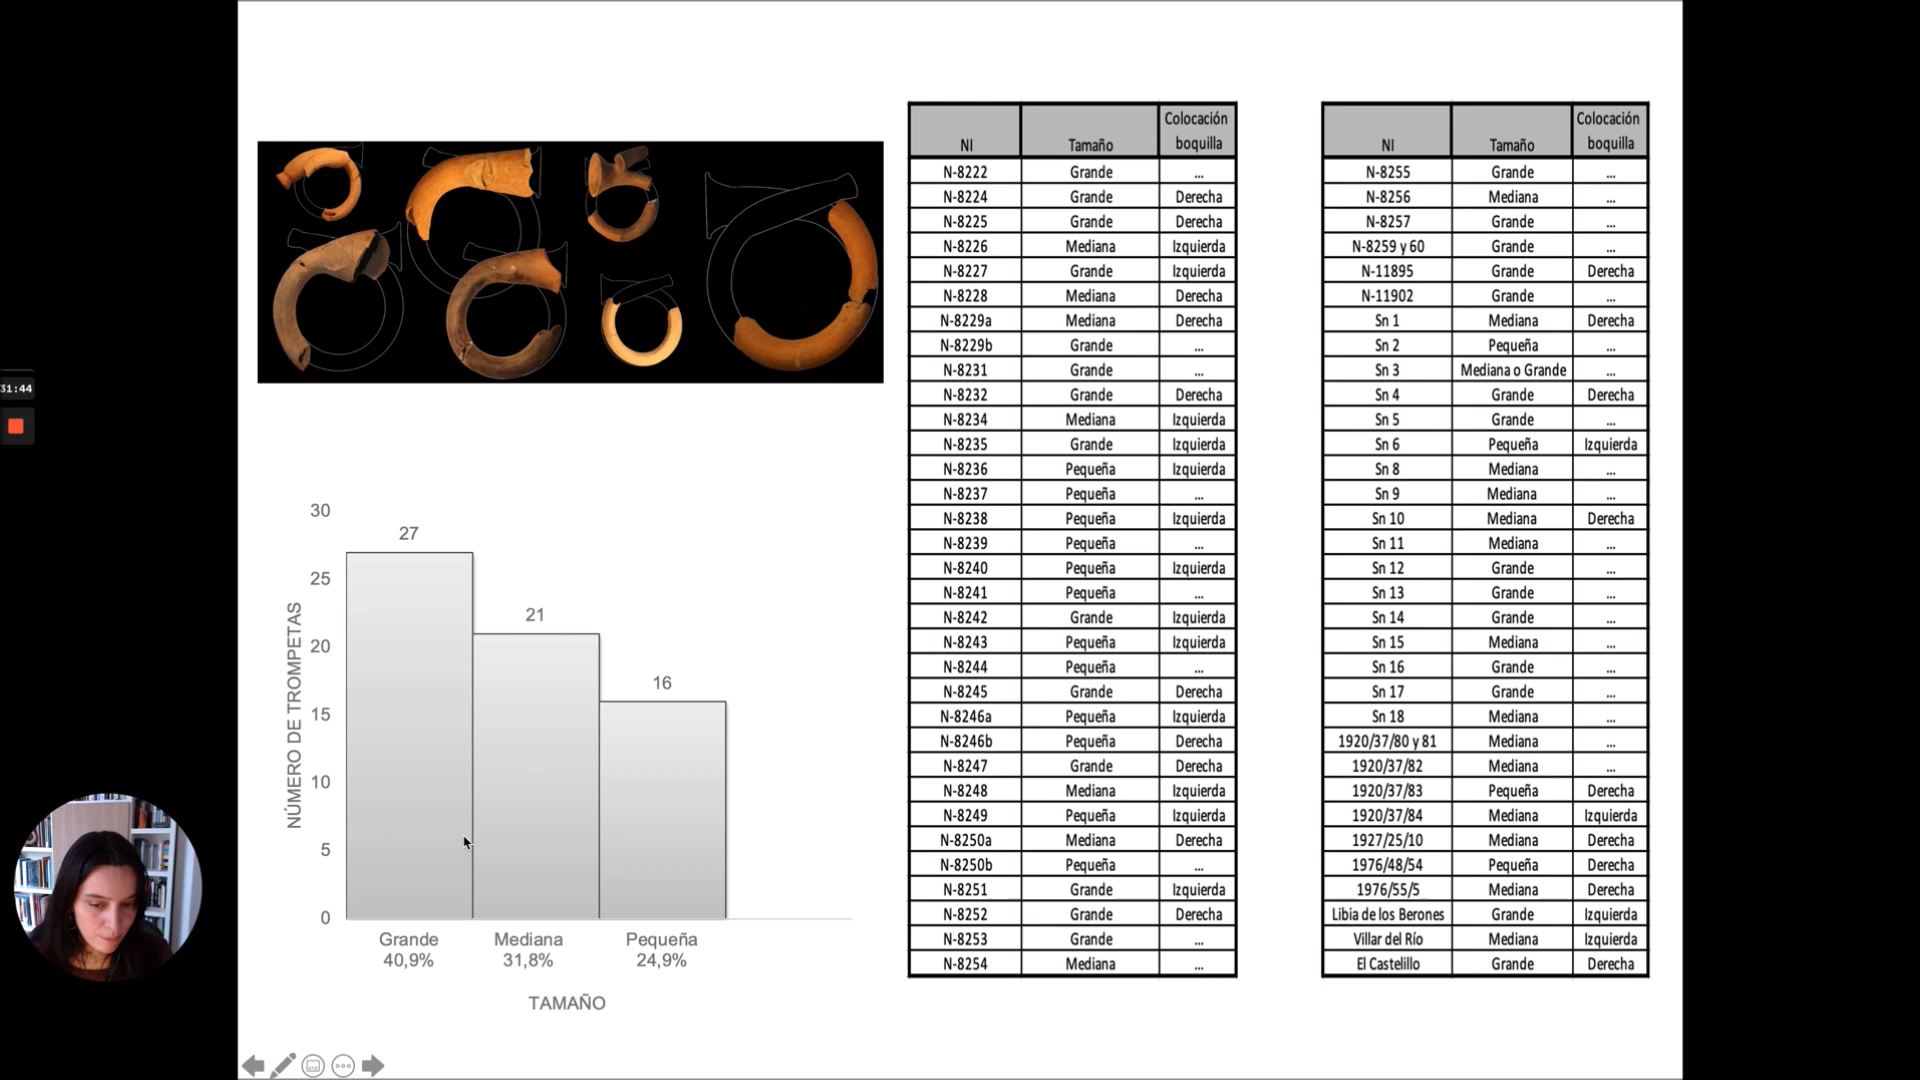 31:44
30
25
20
15
10
5
0
27
21
16
NÚMERO DE TROMPETAS
Grande Mediana Pequeña
40,9% 31,8% 24,9%
TAMAÑO
NI Tamaño Colocación boquilla
N-8222 Grande ...
N-8224 Grande Derecha
N-8225 Grande Derecha
N-8226 Mediana Izquierda
N-8227 Grande Izquierda
N-8228 Mediana Derecha
N-8229a Mediana Derecha
N-8229b Grande ...
N-8231 Grande ...
N-8232 Grande Derecha
N-8234 Mediana Izquierda
N-8235 Grande Izquierda
N-8236 Pequeña Izquierda
N-8237 Pequeña ...
N-8238 Pequeña Izquierda
N-8239 Pequeña ...
N-8240 Pequeña Izquierda
N-8241 Pequeña ...
N-8242 Grande Izquierda
N-8243 Pequeña Izquierda
N-8244 Pequeña ...
N-8245 Grande Derecha
N-8246a Pequeña Izquierda
N-8246b Pequeña Derecha
N-8247 Grande Derecha
N-8248 Mediana Izquierda
N-8249 Pequeña Izquierda
N-8250a Mediana Derecha
N-8250b Pequeña ...
N-8251 Grande Izquierda
N-8252 Grande Derecha
N-8253 Grande ...
N-8254 Mediana ...
NI Tamaño Colocación boquilla
N-8255 Grande ...
N-8256 Mediana ...
N-8257 Grande ...
N-8259 y 60 Grande ...
N-11895 Grande Derecha
N-11902 Grande ...
Sn 1 Mediana Derecha
Sn 2 Pequeña ...
Sn 3 Mediana o Grande ...
Sn 4 Grande Derecha
Sn 5 Grande ...
Sn 6 Pequeña Izquierda
Sn 8 Mediana ...
Sn 9 Mediana ...
Sn 10 Mediana Derecha
Sn 11 Mediana ...
Sn 12 Grande ...
Sn 13 Grande ...
Sn 14 Grande ...
Sn 15 Mediana ...
Sn 16 Grande ...
Sn 17 Grande ...
Sn 18 Mediana ...
1920/37/80 y 81 Mediana ...
1920/37/82 Mediana ...
1920/37/83 Pequeña Derecha
1920/37/84 Mediana Izquierda
1927/25/10 Mediana Derecha
1976/48/54 Pequeña Derecha
1976/55/5 Mediana Derecha
Libia de los Berones Grande Izquierda
Villar del Río Mediana Izquierda
El Castelillo Grande Derecha